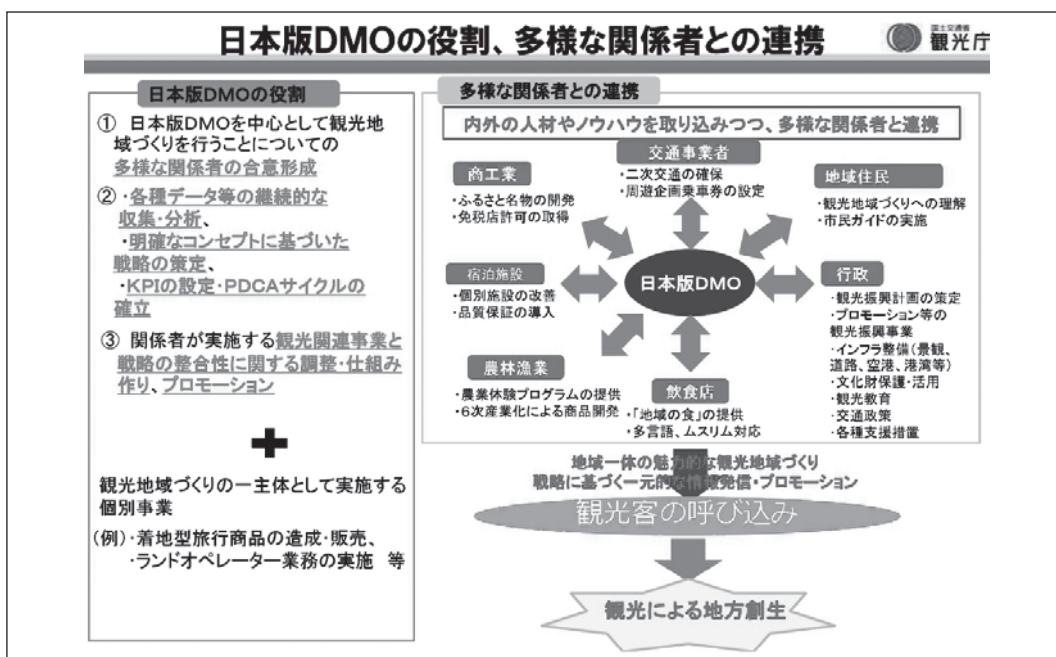 日本版DMOの役割、多様な関係者との連携
国土交通省
観光庁
日本版DMOの役割
① 日本版DMOを中心として観光地
域づくりを行うことについての
多様な関係者の合意形成
② ・各種データ等の継続的な
収集・分析、
・明確なコンセプトに基づいた
戦略の策定、
・KPIの設定・PDCAサイクルの
確立
③ 関係者が実施する観光関連事業と
戦略の整合性に関する調整・仕組み
作り、プロモーション
+
観光地域づくりの一主体として実施する
個別事業
(例)・着地型旅行商品の造成・販売、
・ランドオペレーター業務の実施 等
多様な関係者との連携
内外の人材やノウハウを取り込みつつ、多様な関係者と連携
交通事業者
・二次交通の確保
・周遊企画乗車券の設定
商工業
・ふるさと名物の開発
・免税店許可の取得
地域住民
・観光地域づくりへの理解
・市民ガイドの実施
宿泊施設
・個別施設の改善
・品質保証の導入
日本版DMO
行政
・観光振興計画の策定
・プロモーション等の
観光振興事業
・インフラ整備(景観、
道路、空港、港湾等)
・文化財保護・活用
・観光教育
・交通政策
・各種支援措置
農林漁業
・農業体験プログラムの提供
・6次産業化による商品開発
飲食店
・「地域の食」の提供
・多言語、ムスリム対応
地域一体の魅力的な観光地域づくり
戦略に基づく一元的な情報発信・プロモーション
観光客の呼び込み
観光による地方創生